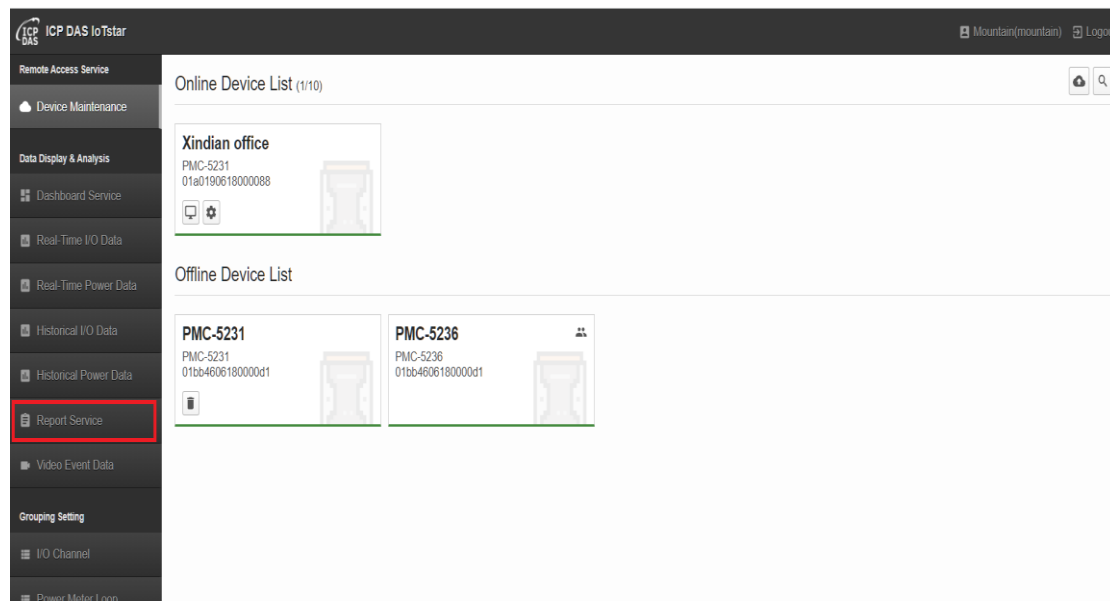 ICP DAS
ICP DAS IoTstar
Mountain(mountain)
Logou
Remote Access Service
Device Maintenance
Data Display & Analysis
Dashboard Service
Real-Time I/O Data
Real-Time Power Data
Historical I/O Data
Historical Power Data
Report Service
Video Event Data
Grouping Setting
I/O Channel
Power Meter Loop
Online Device List (1/10)
Xindian office
PMC-5231
01a0190618000088
Offline Device List
PMC-5231
PMC-5231
01bb4606180000d1
PMC-5236
PMC-5236
01bb4606180000d1